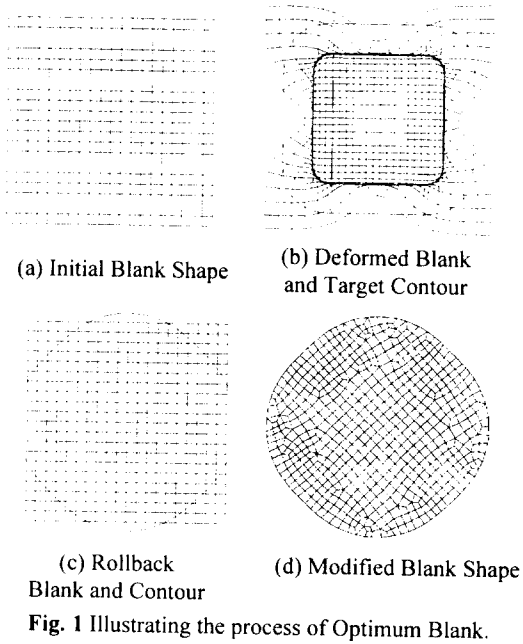 (a) Initial Blank Shape
(b) Deformed Blank
and Target Contour
(c) Rollback
Blank and Contour
(d) Modified Blank Shape
Fig. 1 Illustrating the process of Optimum Blank.